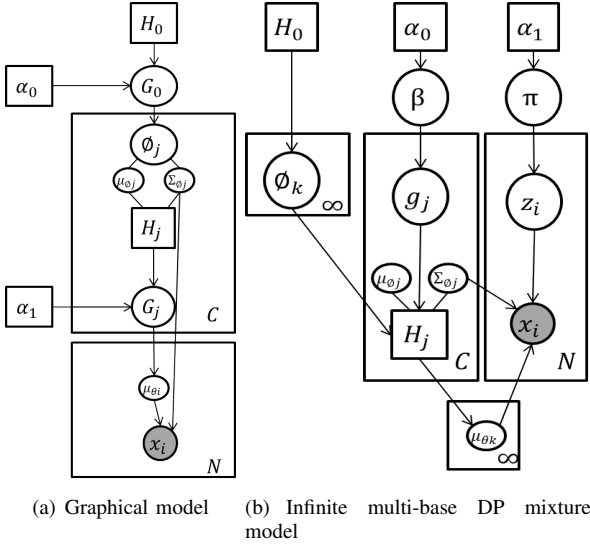 H₀
α₀
G₀
∅ⱼ
μ∅ⱼ
Σ∅ⱼ
Hⱼ
α₁
Gⱼ
C
μθᵢ
xᵢ
N
(a) Graphical model
H₀
α₀
α₁
β
π
∅ₖ
∞
gⱼ
zᵢ
μ∅ⱼ
Σ∅ⱼ
Hⱼ
xᵢ
C
N
μθₖ
∞
(b) Infinite multi-base DP mixture
model